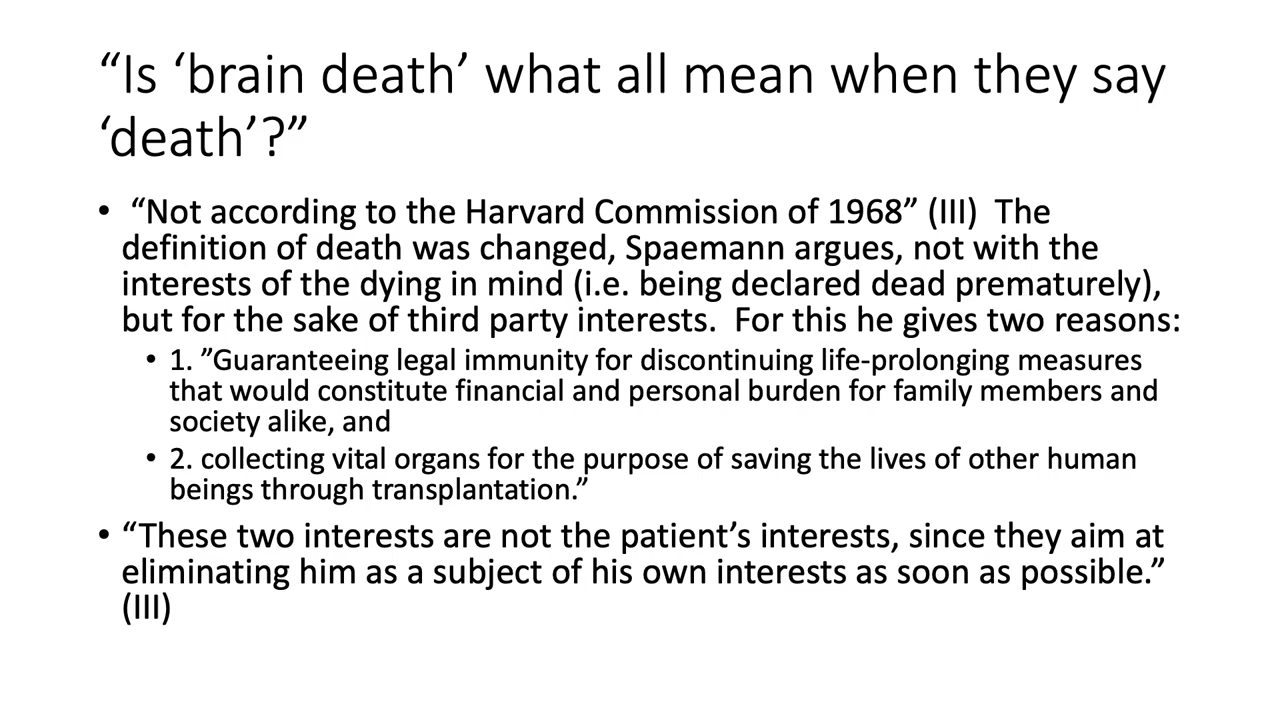 “Is ‘brain death’ what all mean when they say
‘death’?”
• “Not according to the Harvard Commission of 1968” (III)  The
definition of death was changed, Spaemann argues, not with the
interests of the dying in mind (i.e. being declared dead prematurely),
but for the sake of third party interests.  For this he gives two reasons:
• 1. ”Guaranteeing legal immunity for discontinuing life-prolonging measures
that would constitute financial and personal burden for family members and
society alike, and
• 2. collecting vital organs for the purpose of saving the lives of other human
beings through transplantation.”
• “These two interests are not the patient’s interests, since they aim at
eliminating him as a subject of his own interests as soon as possible.”
(III)